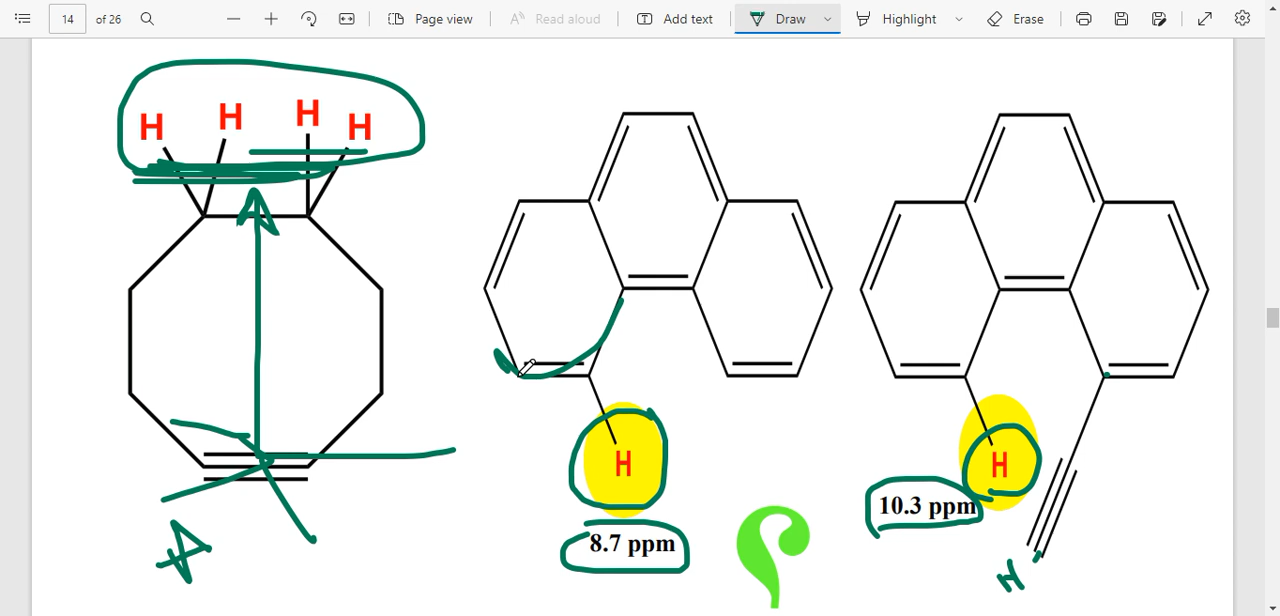 14 of 26
Page view
Read aloud
Add text
Draw
Highlight
Erase
H H H H
H
8.7 ppm
H
10.3 ppm
H